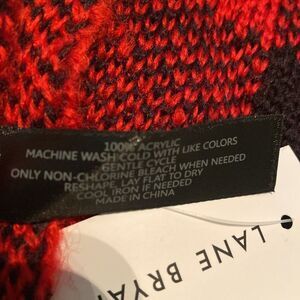 100% ACRYLIC
MACHINE WASH COLD WITH LIKE COLORS
GENTLE CYCLE
ONLY NON-CHLORINE BLEACH WHEN NEEDED
RESHAPE, LAY FLAT TO DRY
COOL IRON IF NEEDED
MADE IN CHINA
LANE BRYA